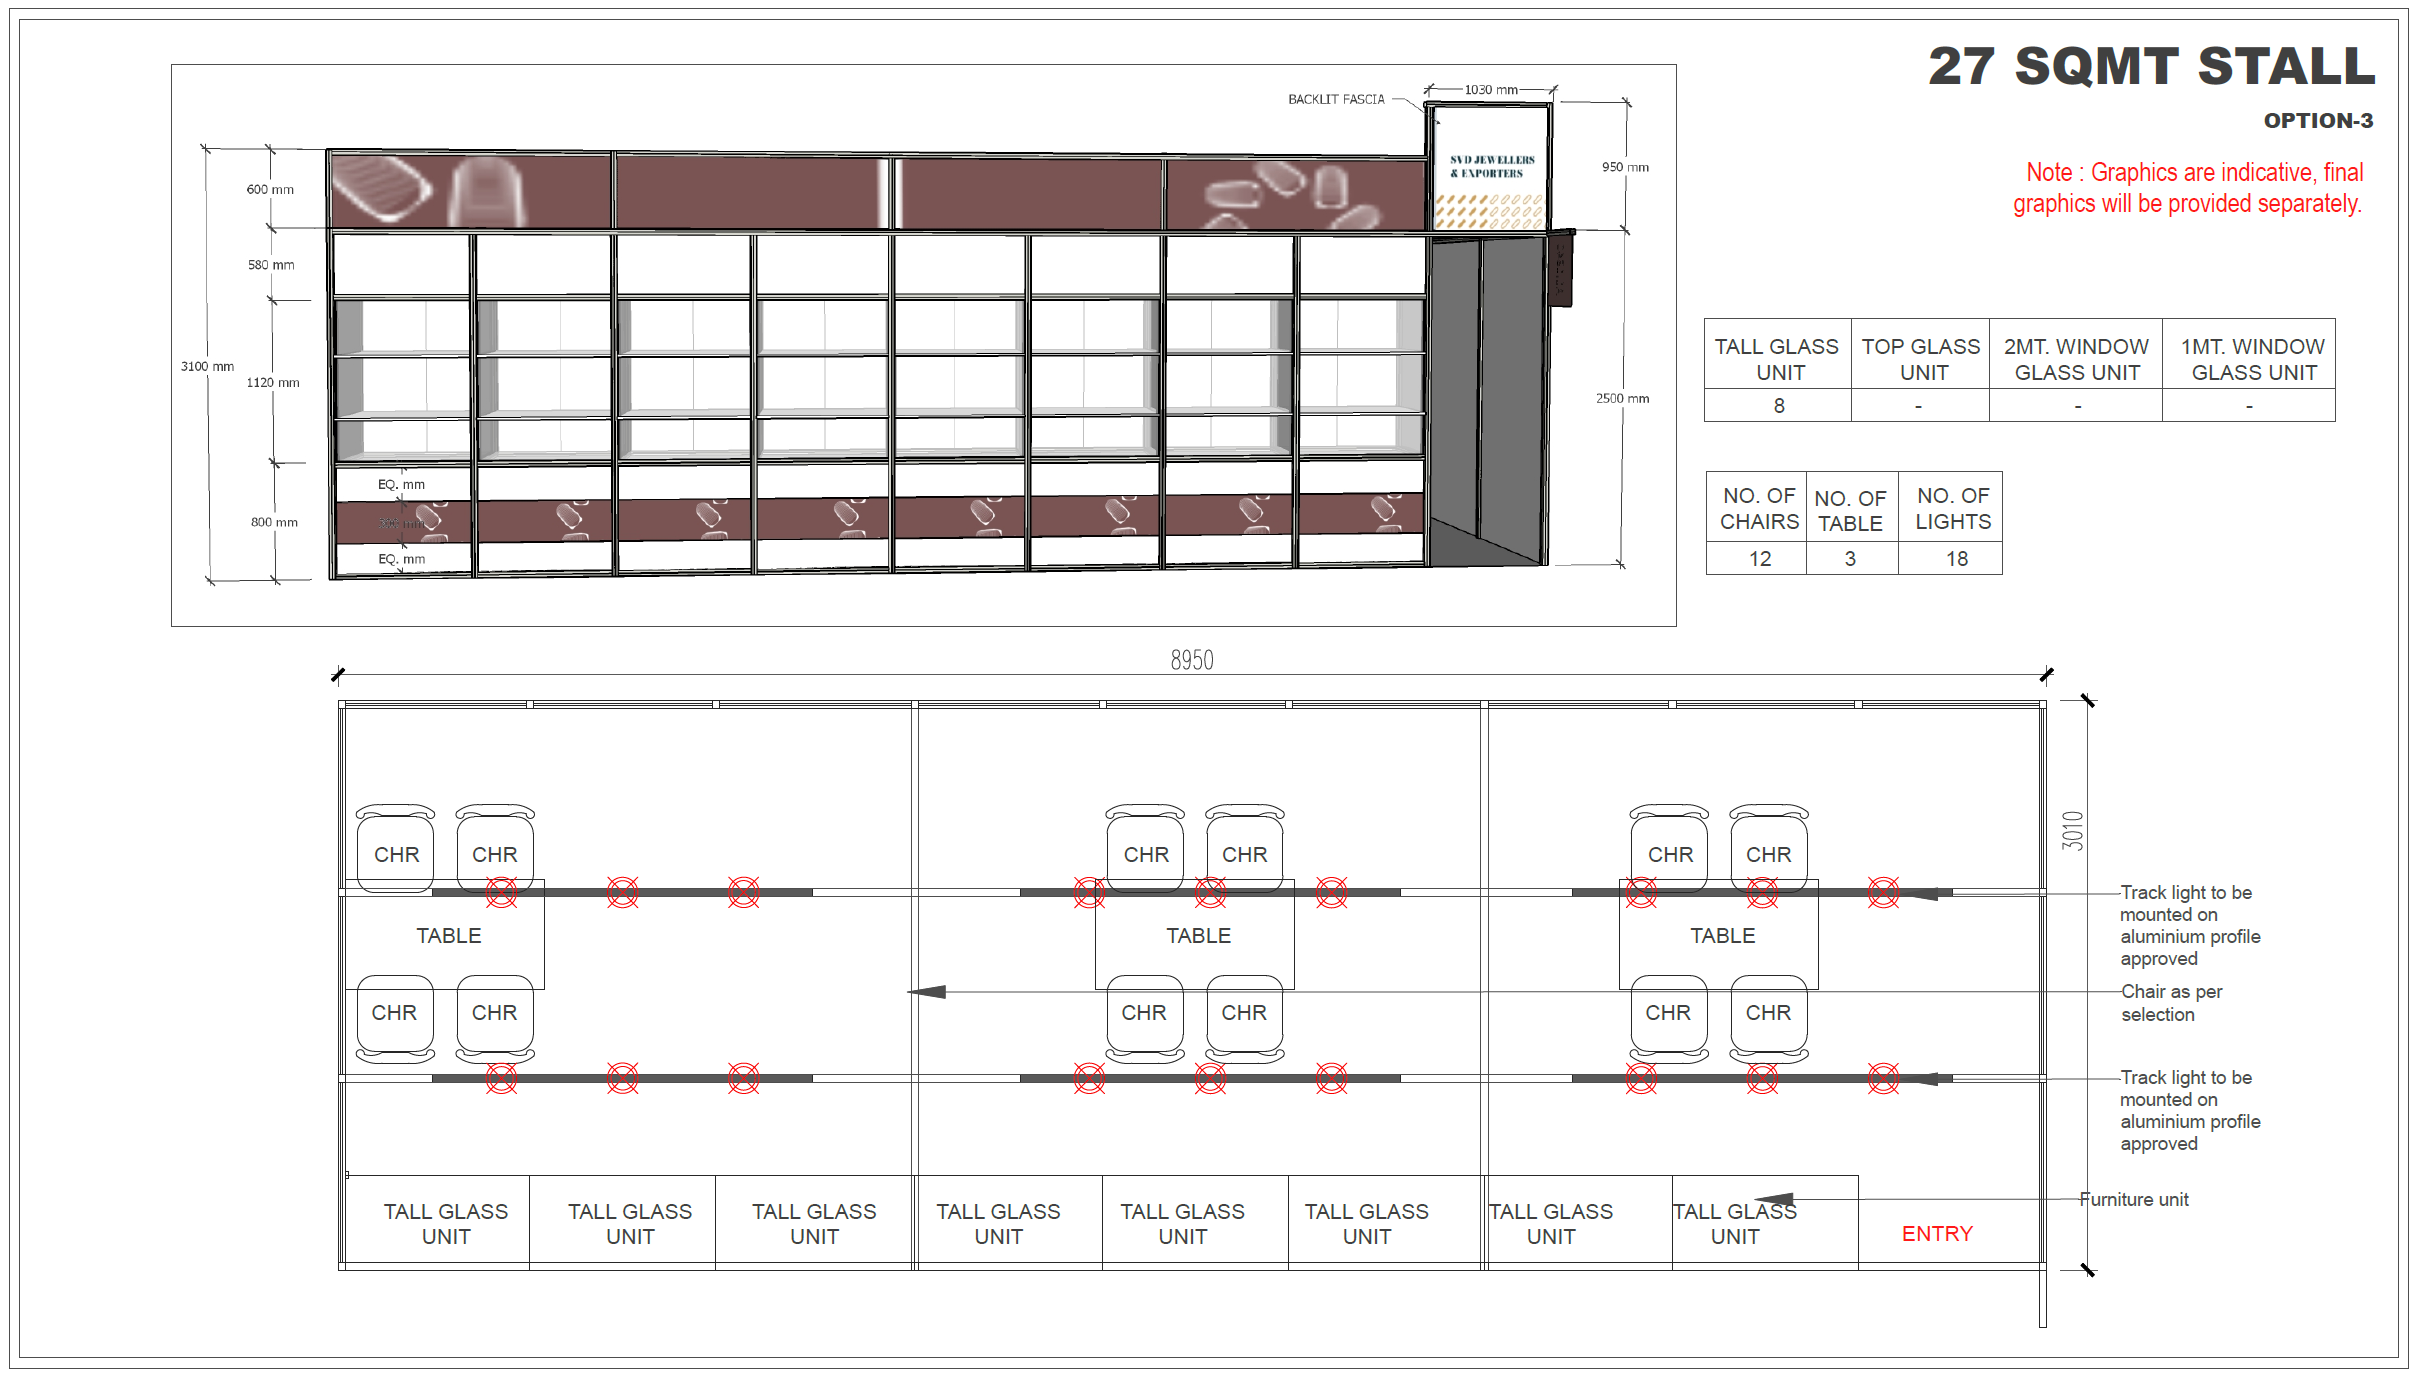 27 SQMT STALL
OPTION-3
Note : Graphics are indicative, final
graphics will be provided separately.
BACKLIT FASCIA
1030 mm
SVD JEWELLERS
& EXPORTERS
950 mm
600 mm
580 mm
3100 mm
1120 mm
2500 mm
EQ. mm
800 mm
EQ. mm
TALL GLASS
UNIT
TOP GLASS
UNIT
2MT. WINDOW
GLASS UNIT
1MT. WINDOW
GLASS UNIT
8
-
-
-
NO. OF
CHAIRS
NO. OF
TABLE
NO. OF
LIGHTS
12
3
18
8950
3010
CHR
CHR
CHR
CHR
CHR
CHR
TABLE
TABLE
TABLE
CHR
CHR
CHR
CHR
CHR
CHR
Track light to be
mounted on
aluminium profile
approved
Chair as per
selection
Track light to be
mounted on
aluminium profile
approved
Furniture unit
TALL GLASS
UNIT
TALL GLASS
UNIT
TALL GLASS
UNIT
TALL GLASS
UNIT
TALL GLASS
UNIT
TALL GLASS
UNIT
TALL GLASS
UNIT
TALL GLASS
UNIT
ENTRY